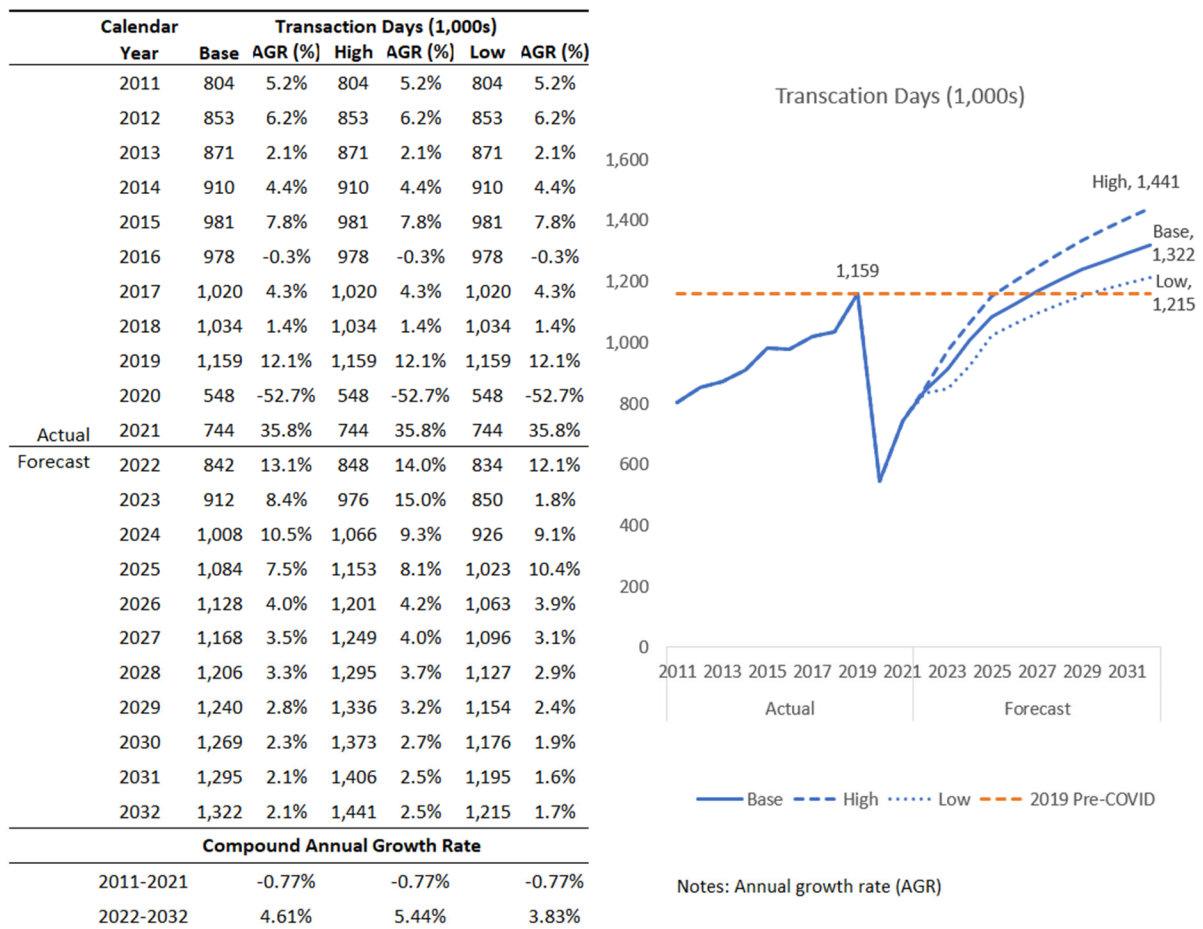 Calendar Transaction Days (1,000s)
Year Base AGR (%) High AGR (%) Low AGR (%)
2011 804 5.2% 804 5.2% 804 5.2%
2012 853 6.2% 853 6.2% 853 6.2%
2013 871 2.1% 871 2.1% 871 2.1%
2014 910 4.4% 910 4.4% 910 4.4%
2015 981 7.8% 981 7.8% 981 7.8%
2016 978 -0.3% 978 -0.3% 978 -0.3%
2017 1,020 4.3% 1,020 4.3% 1,020 4.3%
2018 1,034 1.4% 1,034 1.4% 1,034 1.4%
2019 1,159 12.1% 1,159 12.1% 1,159 12.1%
2020 548 -52.7% 548 -52.7% 548 -52.7%
Actual 2021 744 35.8% 744 35.8% 744 35.8%
Forecast 2022 842 13.1% 848 14.0% 834 12.1%
2023 912 8.4% 976 15.0% 850 1.8%
2024 1,008 10.5% 1,066 9.3% 926 9.1%
2025 1,084 7.5% 1,153 8.1% 1,023 10.4%
2026 1,128 4.0% 1,201 4.2% 1,063 3.9%
2027 1,168 3.5% 1,249 4.0% 1,096 3.1%
2028 1,206 3.3% 1,295 3.7% 1,127 2.9%
2029 1,240 2.8% 1,336 3.2% 1,154 2.4%
2030 1,269 2.3% 1,373 2.7% 1,176 1.9%
2031 1,295 2.1% 1,406 2.5% 1,195 1.6%
2032 1,322 2.1% 1,441 2.5% 1,215 1.7%
Compound Annual Growth Rate
2011-2021 -0.77% -0.77% -0.77%
2022-2032 4.61% 5.44% 3.83%
Transcation Days (1,000s)
1,600
1,400
1,200
1,000
800
600
400
200
0
High, 1,441
Base,
1,322
Low,
1,215
1,159
2011 2013 2015 2017 2019 2021 2023 2025 2027 2029 2031
Actual Forecast
Base High Low 2019 Pre-COVID
Notes: Annual growth rate (AGR)